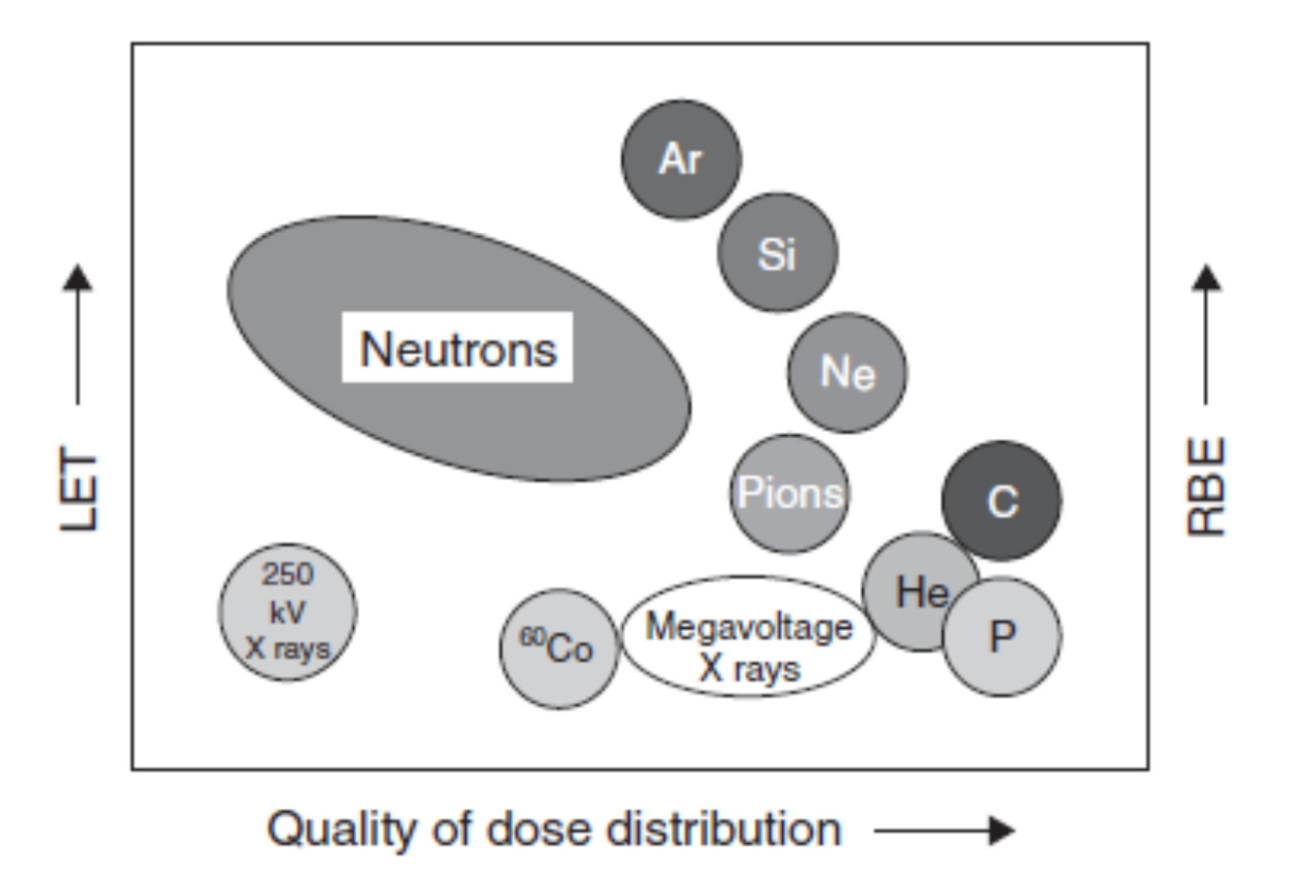 Ar
Si
Neutrons
Ne
LET
RBE
Pions
C
250
kV
X rays
He
⁶⁰Co
Megavoltage
X rays
P
Quality of dose distribution